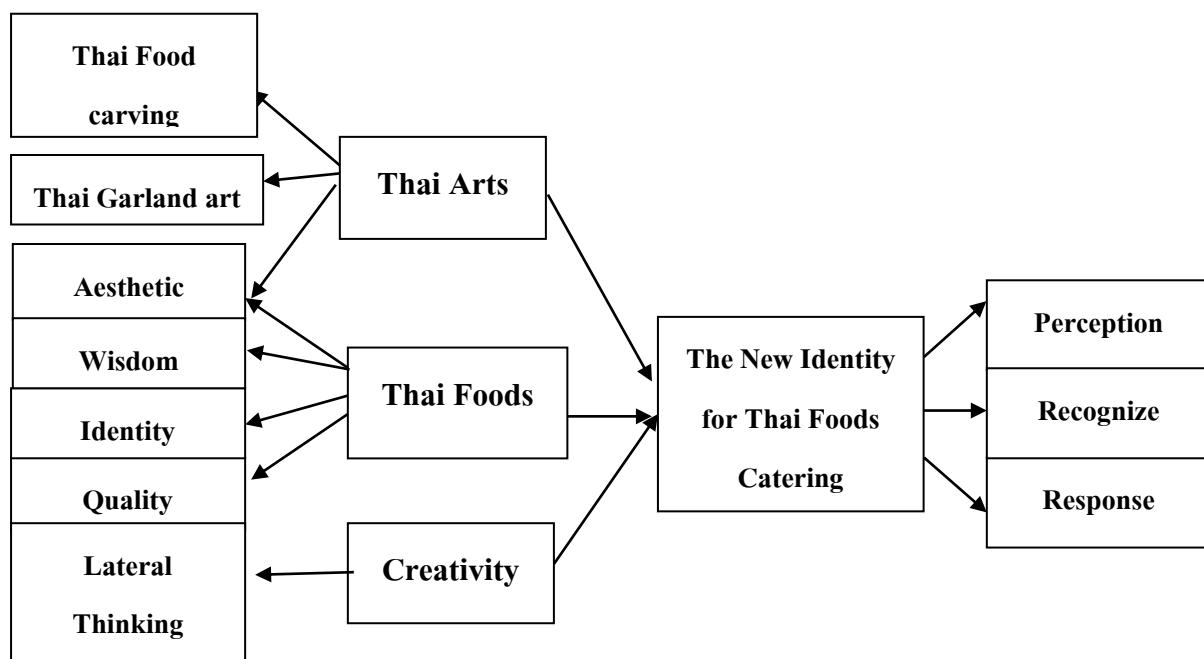 Thai Food
carving
Thai Garland art
Aesthetic
Wisdom
Identity
Quality
Lateral
Thinking
Thai Arts
Thai Foods
Creativity
The New Identity
for Thai Foods
Catering
Perception
Recognize
Response